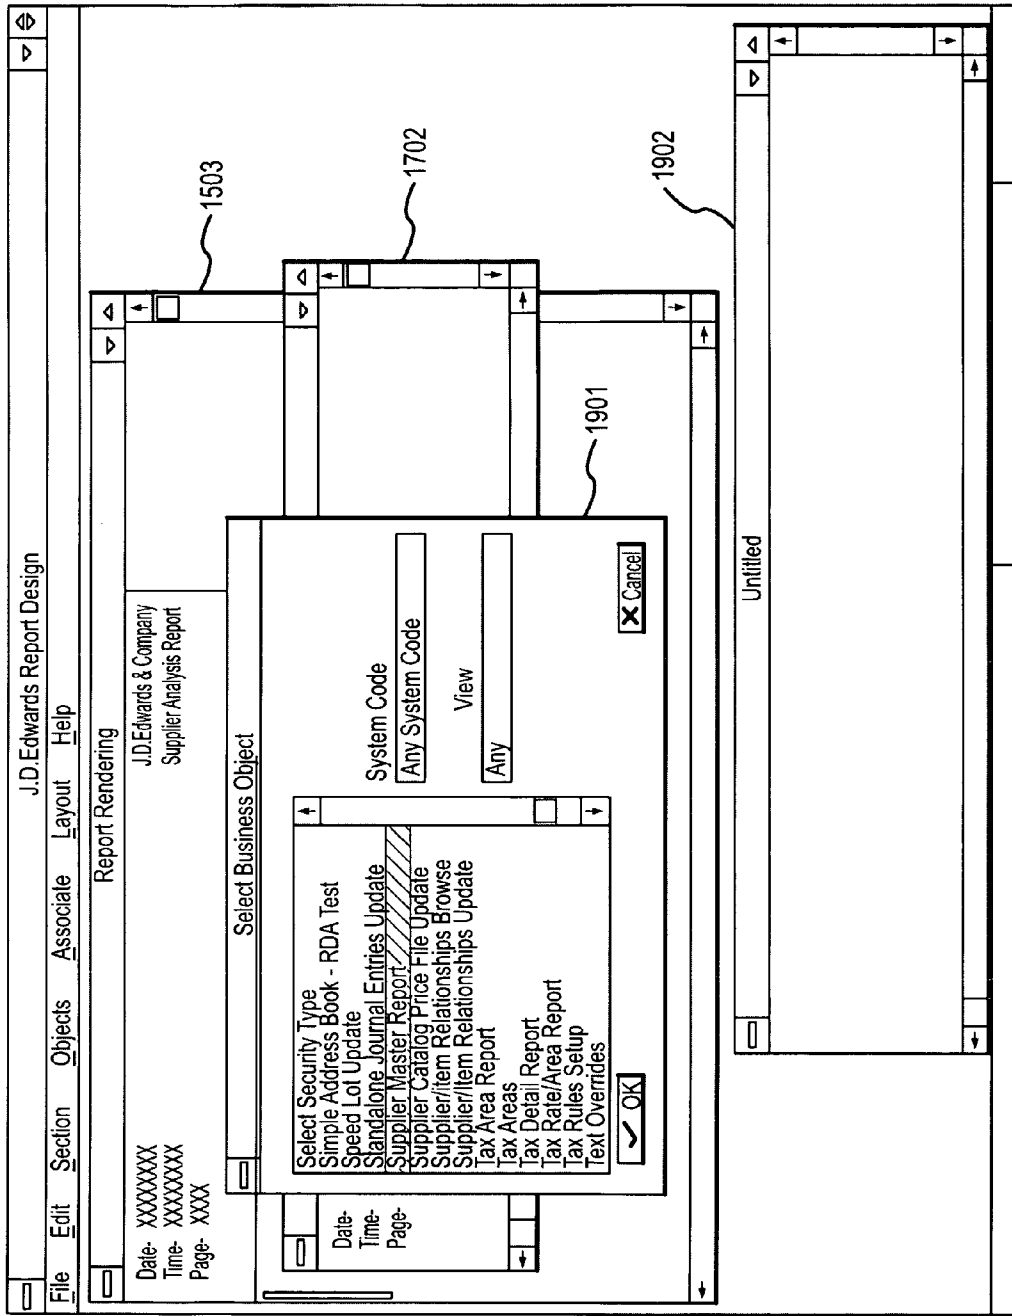 J.D.Edwards Report Design
File Edit Section Objects Associate Layout Help
Report Rendering
Date- XXXXXXXX
Time- XXXXXXXX
Page- XXXX
J.D.Edwards & Company
Supplier Analysis Report
1503
Select Business Object
Select Security Type
Simple Address Book - RDA Test
Speed Lot Update
Standalone Journal Entries Update
Supplier Master Report
Supplier Catalog Price File Update
Supplier/item Relationships Browse
Supplier/Item Relationships Update
Tax Area Report
Tax Areas
Tax Detail Report
Tax Rate/Area Report
Tax Rules Setup
Text Overrides
System Code
Any System Code
View
Any
OK
Cancel
1901
Date-
Time-
Page-
1702
Untitled
1902